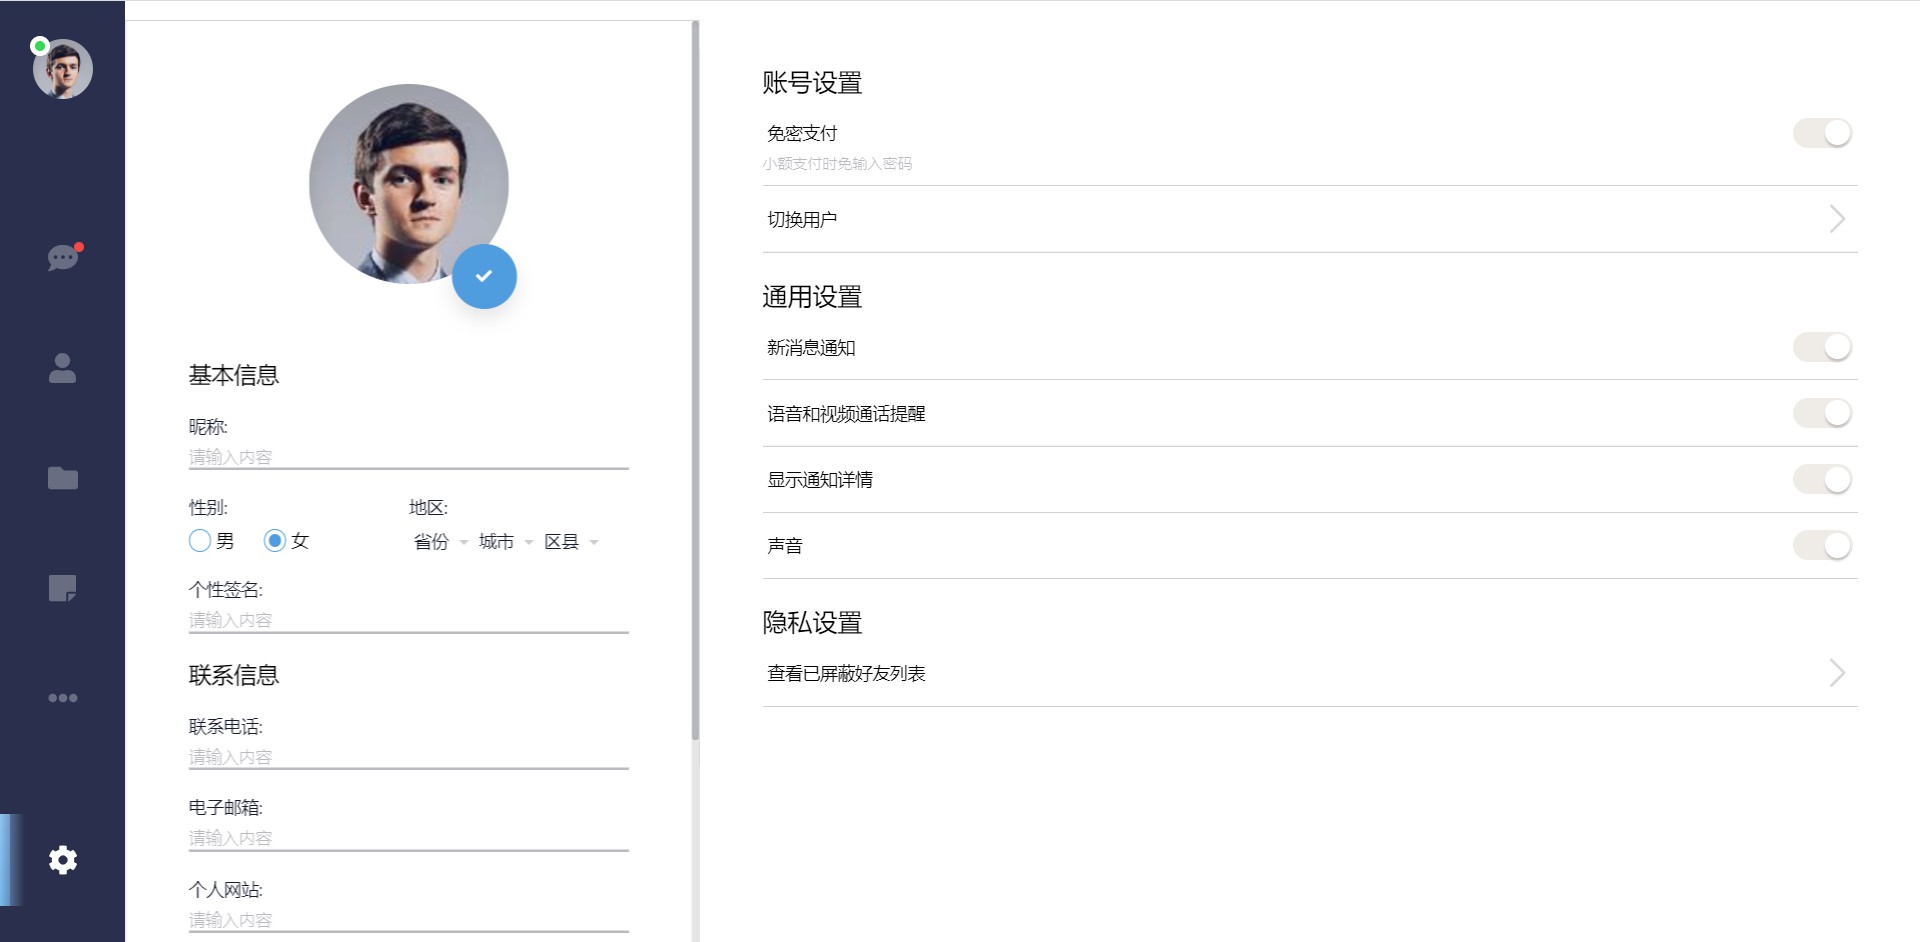 基本信息
昵称:
请输入内容
性别:
地区:
男 女
省份 城市 区县
个性签名:
请输入内容
联系信息
联系电话:
请输入内容
电子邮箱:
请输入内容
个人网站:
请输入内容
账号设置
免密支付
小额支付时免输入密码
切换用户
通用设置
新消息通知
语音和视频通话提醒
显示通知详情
声音
隐私设置
查看已屏蔽好友列表